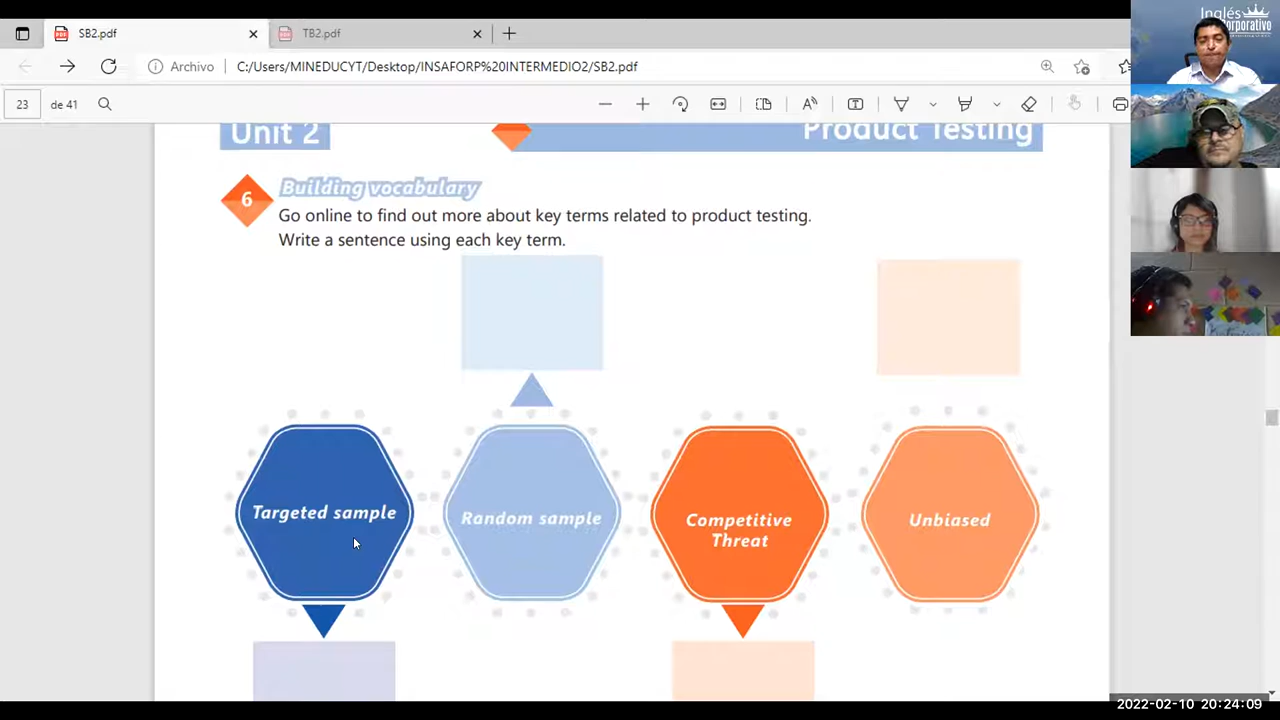 SB2.pdf
TB2.pdf
Archivo
C:/Users/MINEDUCYT/Desktop/INSAFORP%20INTERMEDIO2/SB2.pdf
23
de 41
Unit 2
Product Testing
6
Building vocabulary
Go online to find out more about key terms related to product testing.
Write a sentence using each key term.
Targeted sample
Random sample
Competitive
Threat
Unbiased
Inglés
2022-02-10 20:24:09